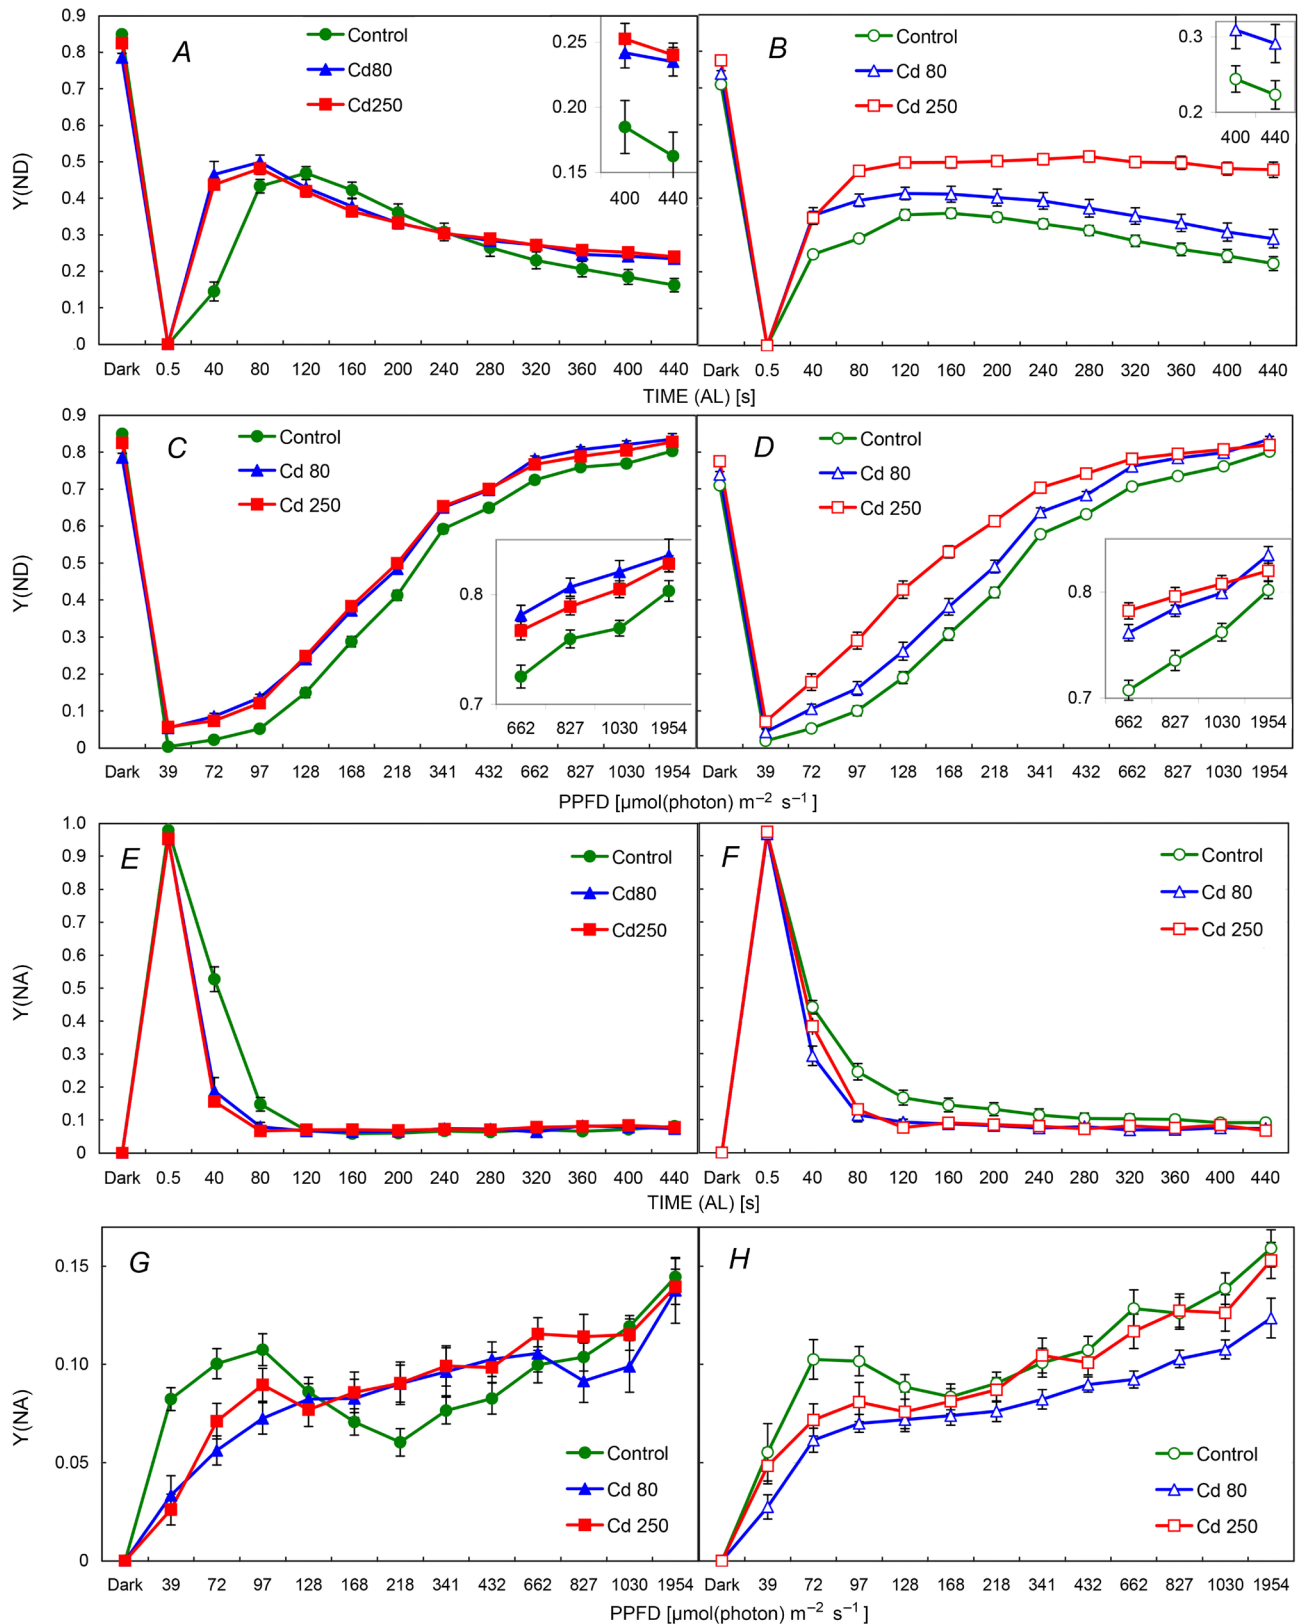 A
Y(ND)
0.9
0.8
0.7
0.6
0.5
0.4
0.3
0.2
0.1
0
Control
Cd80
Cd250
0.25
0.20
0.15
400 440
Dark 0.5 40 80 120 160 200 240 280 320 360 400 440
B
Control
Cd 80
Cd 250
0.3
0.2
400 440
Dark 0.5 40 80 120 160 200 240 280 320 360 400 440
TIME (AL) [s]
C
Y(ND)
0.9
0.8
0.7
0.6
0.5
0.4
0.3
0.2
0.1
0
Control
Cd 80
Cd 250
0.8
0.7
662 827 1030 1954
Dark 39 72 97 128 168 218 341 432 662 827 1030 1954
D
Control
Cd 80
Cd 250
0.8
0.7
662 827 1030 1954
Dark 39 72 97 128 168 218 341 432 662 827 1030 1954
PPFD [µmol(photon) m⁻² s⁻¹]
E
Y(NA)
1.0
0.9
0.8
0.7
0.6
0.5
0.4
0.3
0.2
0.1
0
Control
Cd80
Cd250
Dark 0.5 40 80 120 160 200 240 280 320 360 400 440
F
Control
Cd 80
Cd 250
Dark 0.5 40 80 120 160 200 240 280 320 360 400 440
TIME (AL) [s]
G
Y(NA)
0.15
0.10
0.05
0
Control
Cd 80
Cd 250
Dark 39 72 97 128 168 218 341 432 662 827 1030 1954
H
Control
Cd 80
Cd 250
Dark 39 72 97 128 168 218 341 432 662 827 1030 1954
PPFD [µmol(photon) m⁻² s⁻¹]